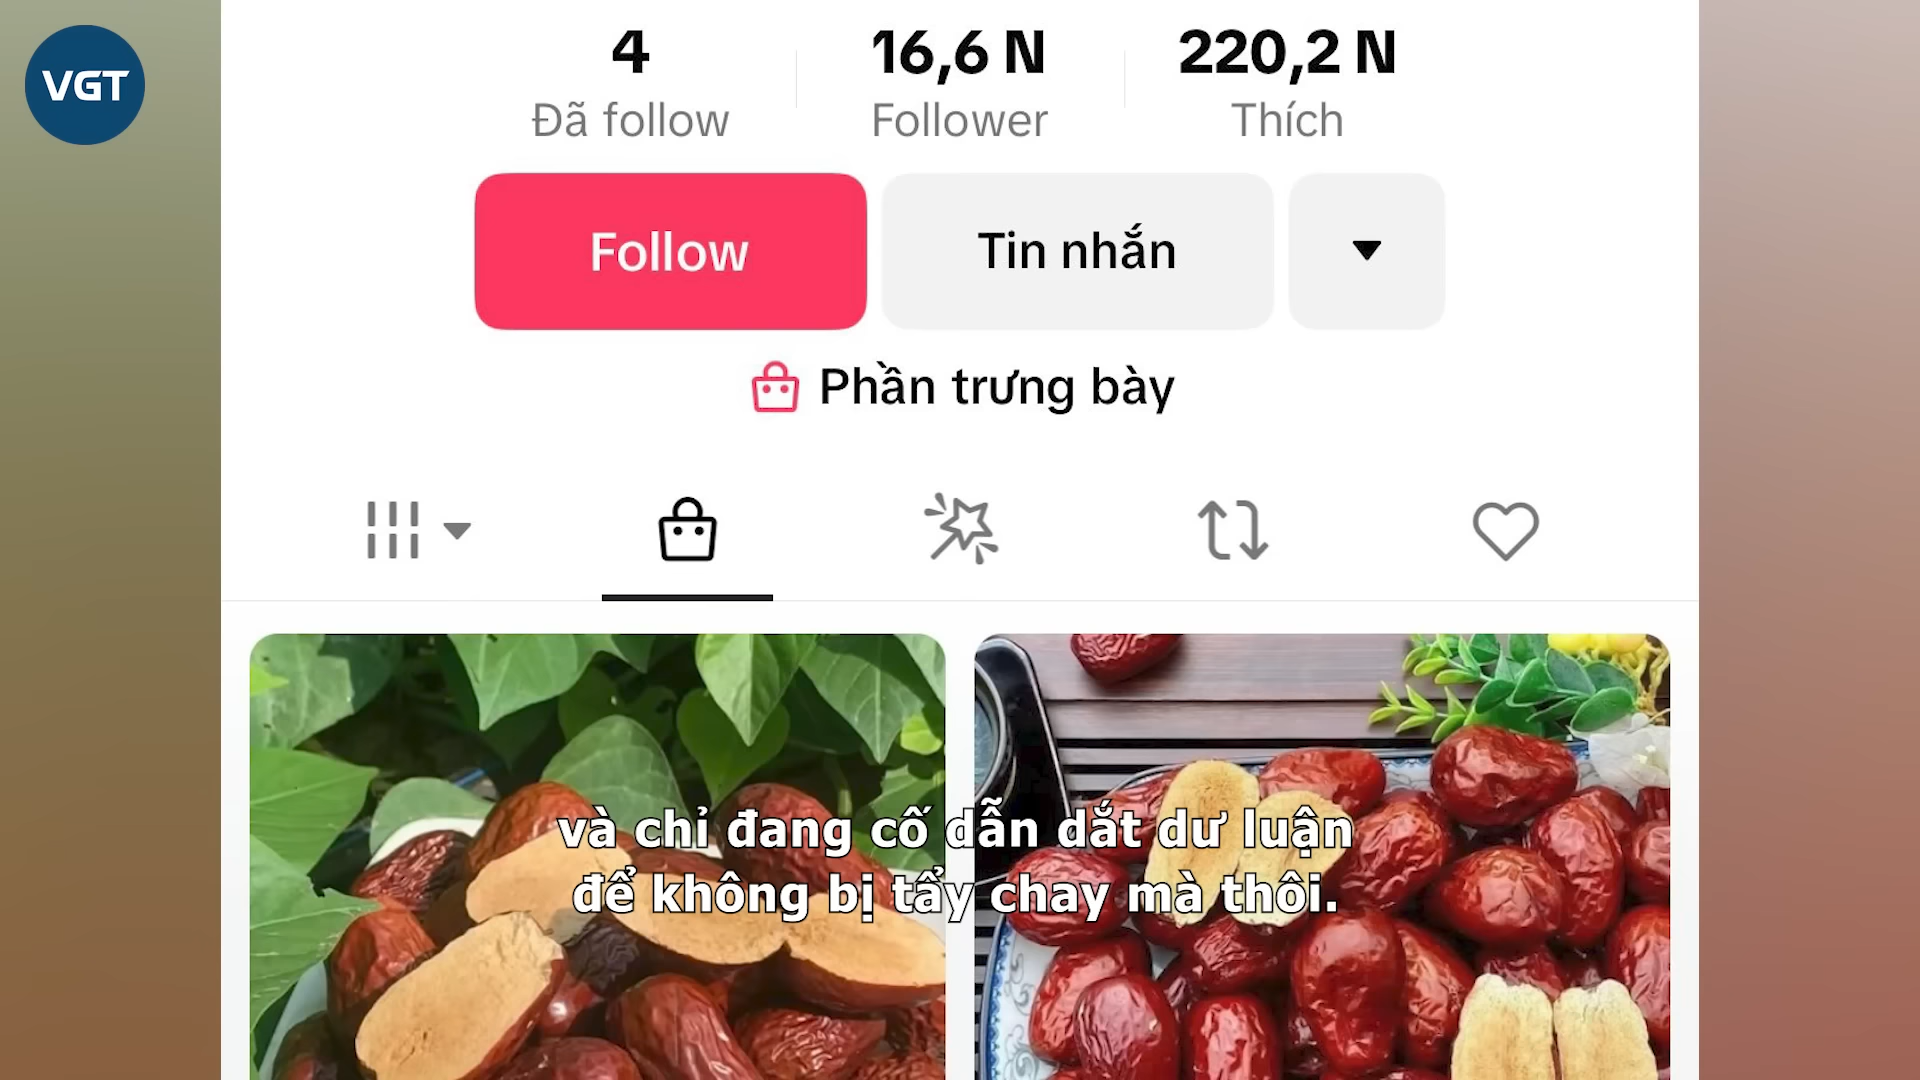 VGT
4
16,6 N
220,2 N
Đã follow
Follower
Thích
Follow
Tin nhắn
Phần trưng bày
và chỉ đang cố dẫn dắt dư luận
để không bị tẩy chay mà thôi.